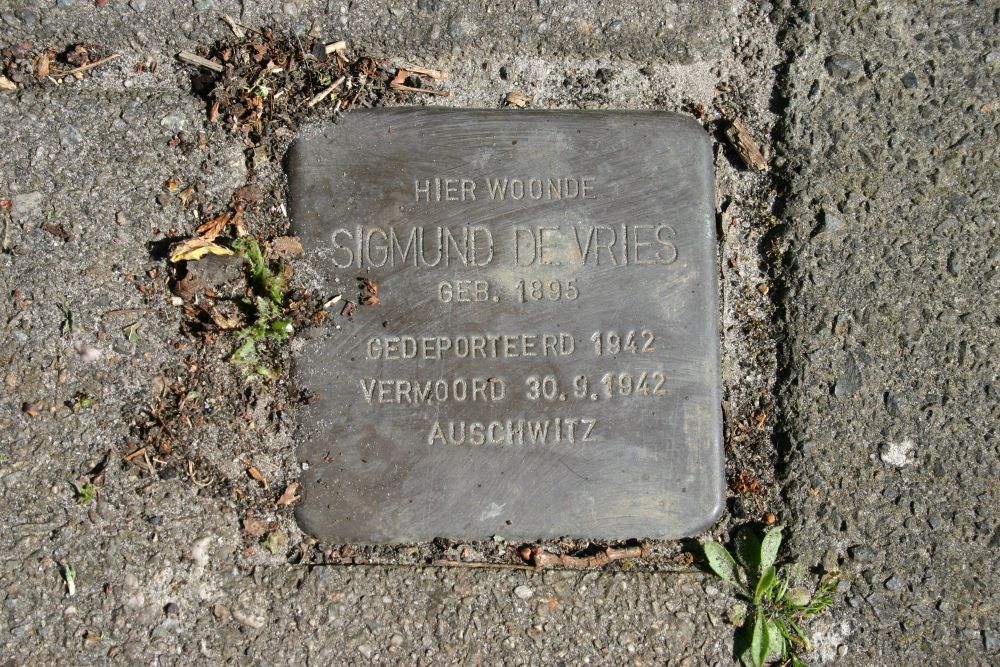 HIER WOONDE
SIGMUND DE VRIES
GEB. 1895
GEDEPORTEERD 1942
VERMOORD 30.9.1942
AUSCHWITZ